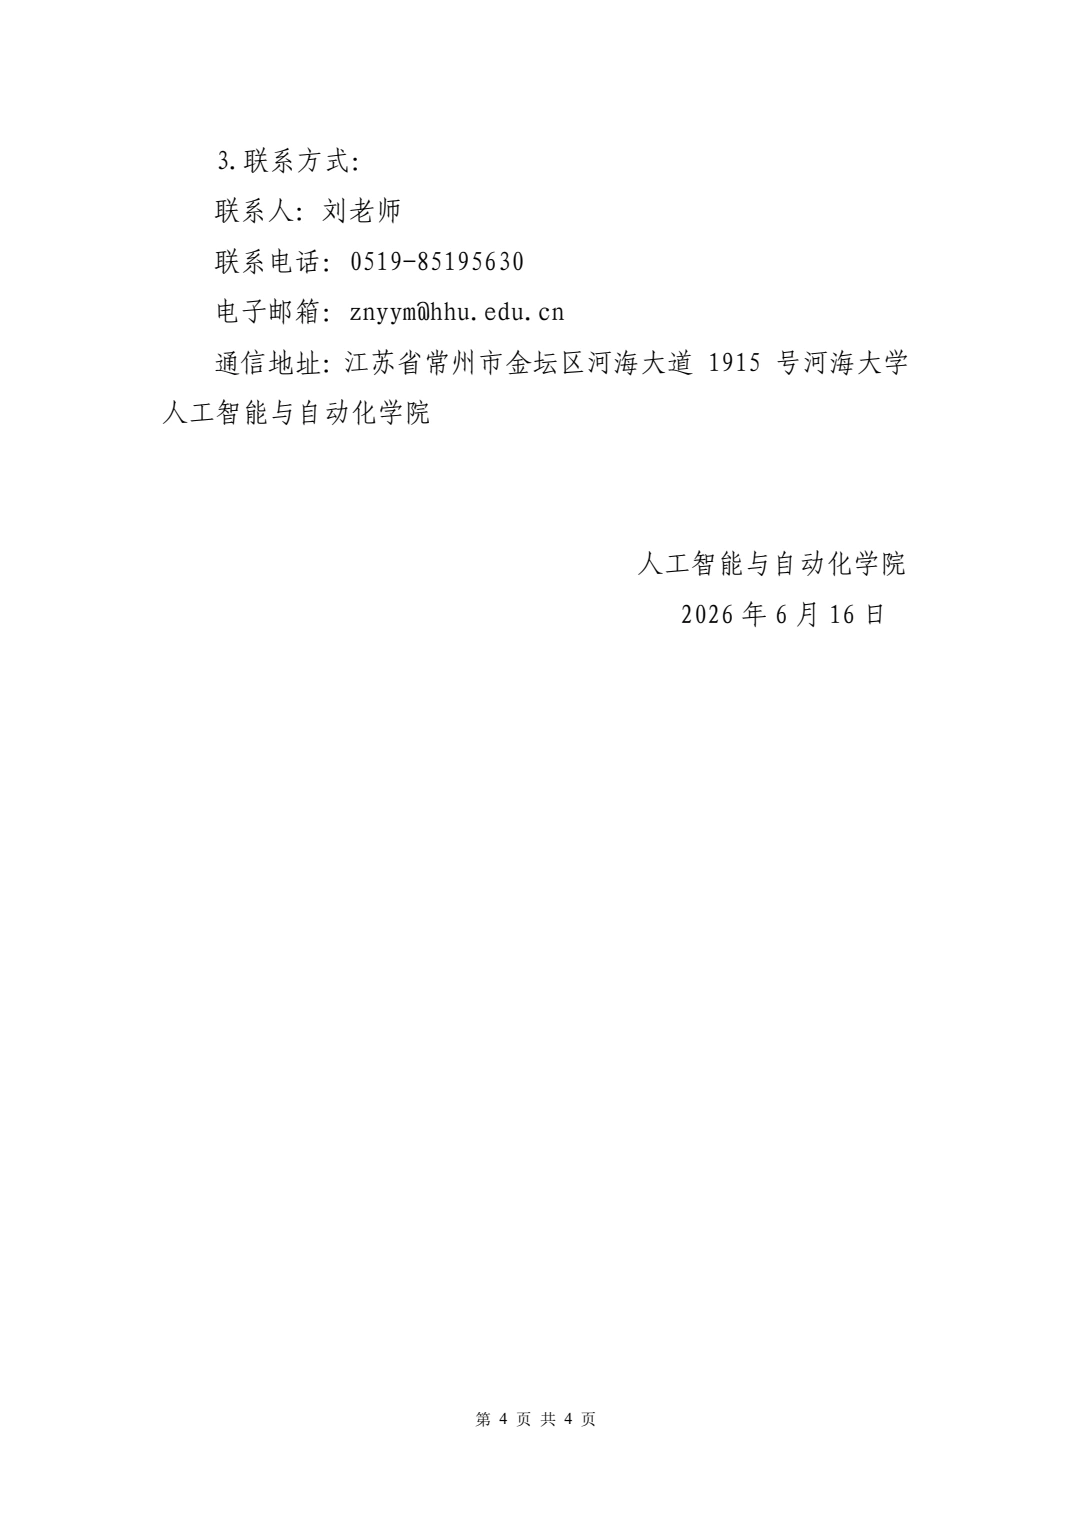 3.联系方式：
联系人：刘老师
联系电话：0519-85195630
电子邮箱：znyym@hhu.edu.cn
通信地址：江苏省常州市金坛区河海大道 1915 号河海大学
人工智能与自动化学院
人工智能与自动化学院
2026 年 6 月 16 日
第 4 页 共 4 页